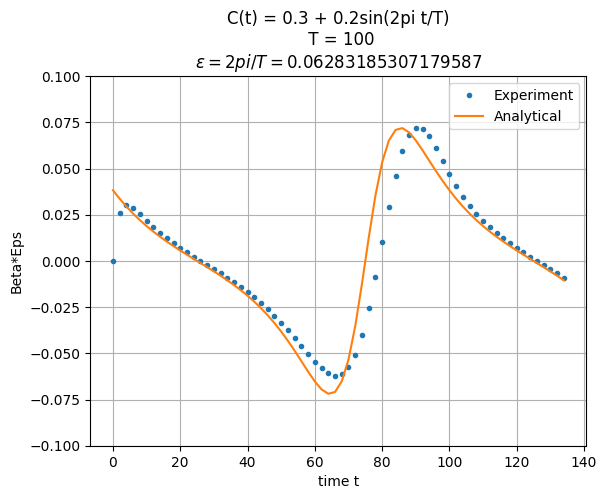 C(t) = 0.3 + 0.2sin(2pi t/T)
T = 100
ε = 2pi/T = 0.06283185307179587
Experiment
Analytical
0.100
0.075
0.050
0.025
0.000
−0.025
−0.050
−0.075
−0.100
Beta*Eps
0 20 40 60 80 100 120 140
time t